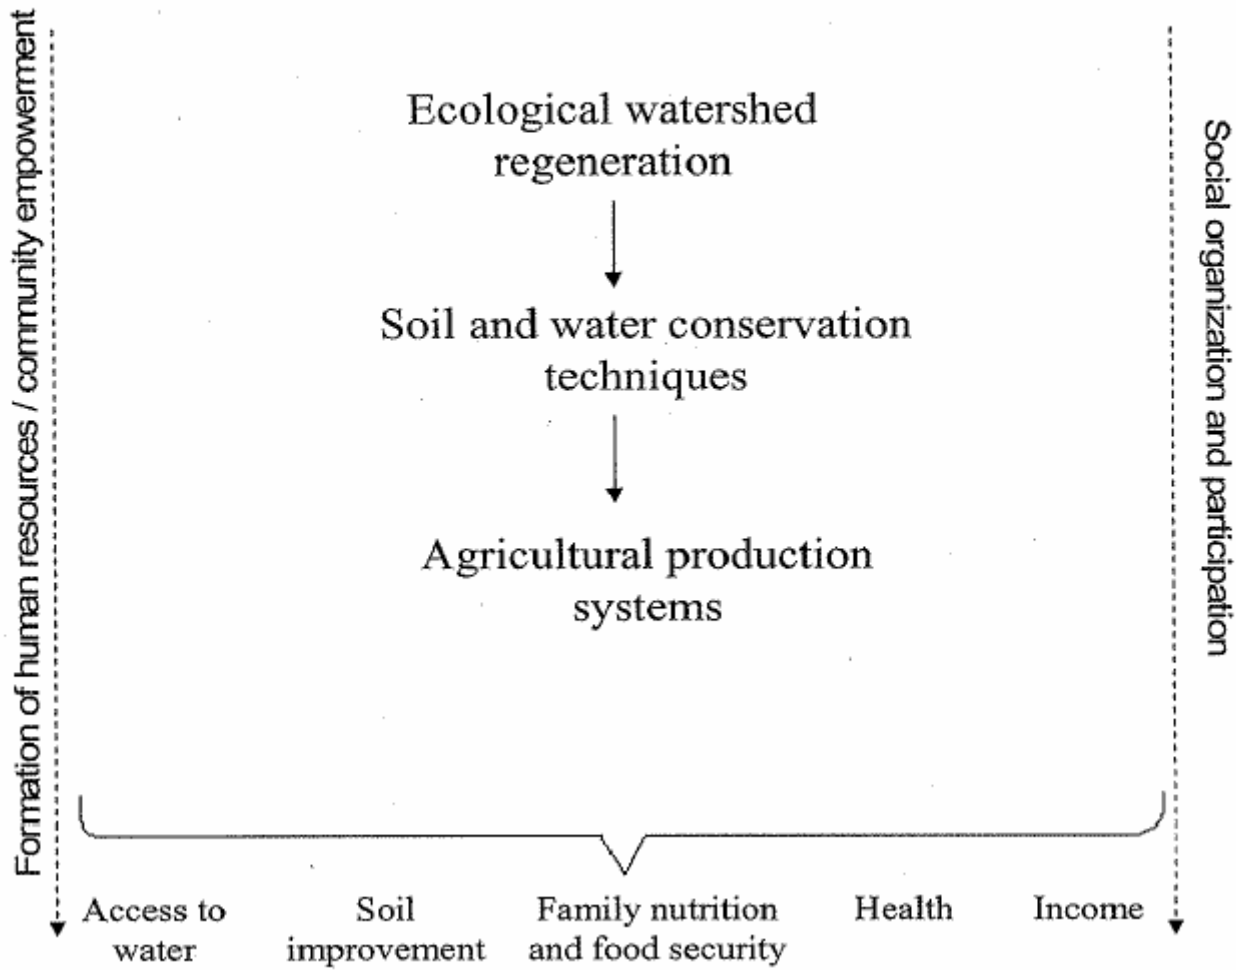 Formation of human resources / community empowerment
Ecological watershed
regeneration
Soil and water conservation
techniques
Agricultural production
systems
Social organization and participation
Access to
water
Soil
improvement
Family nutrition
and food security
Health
Income